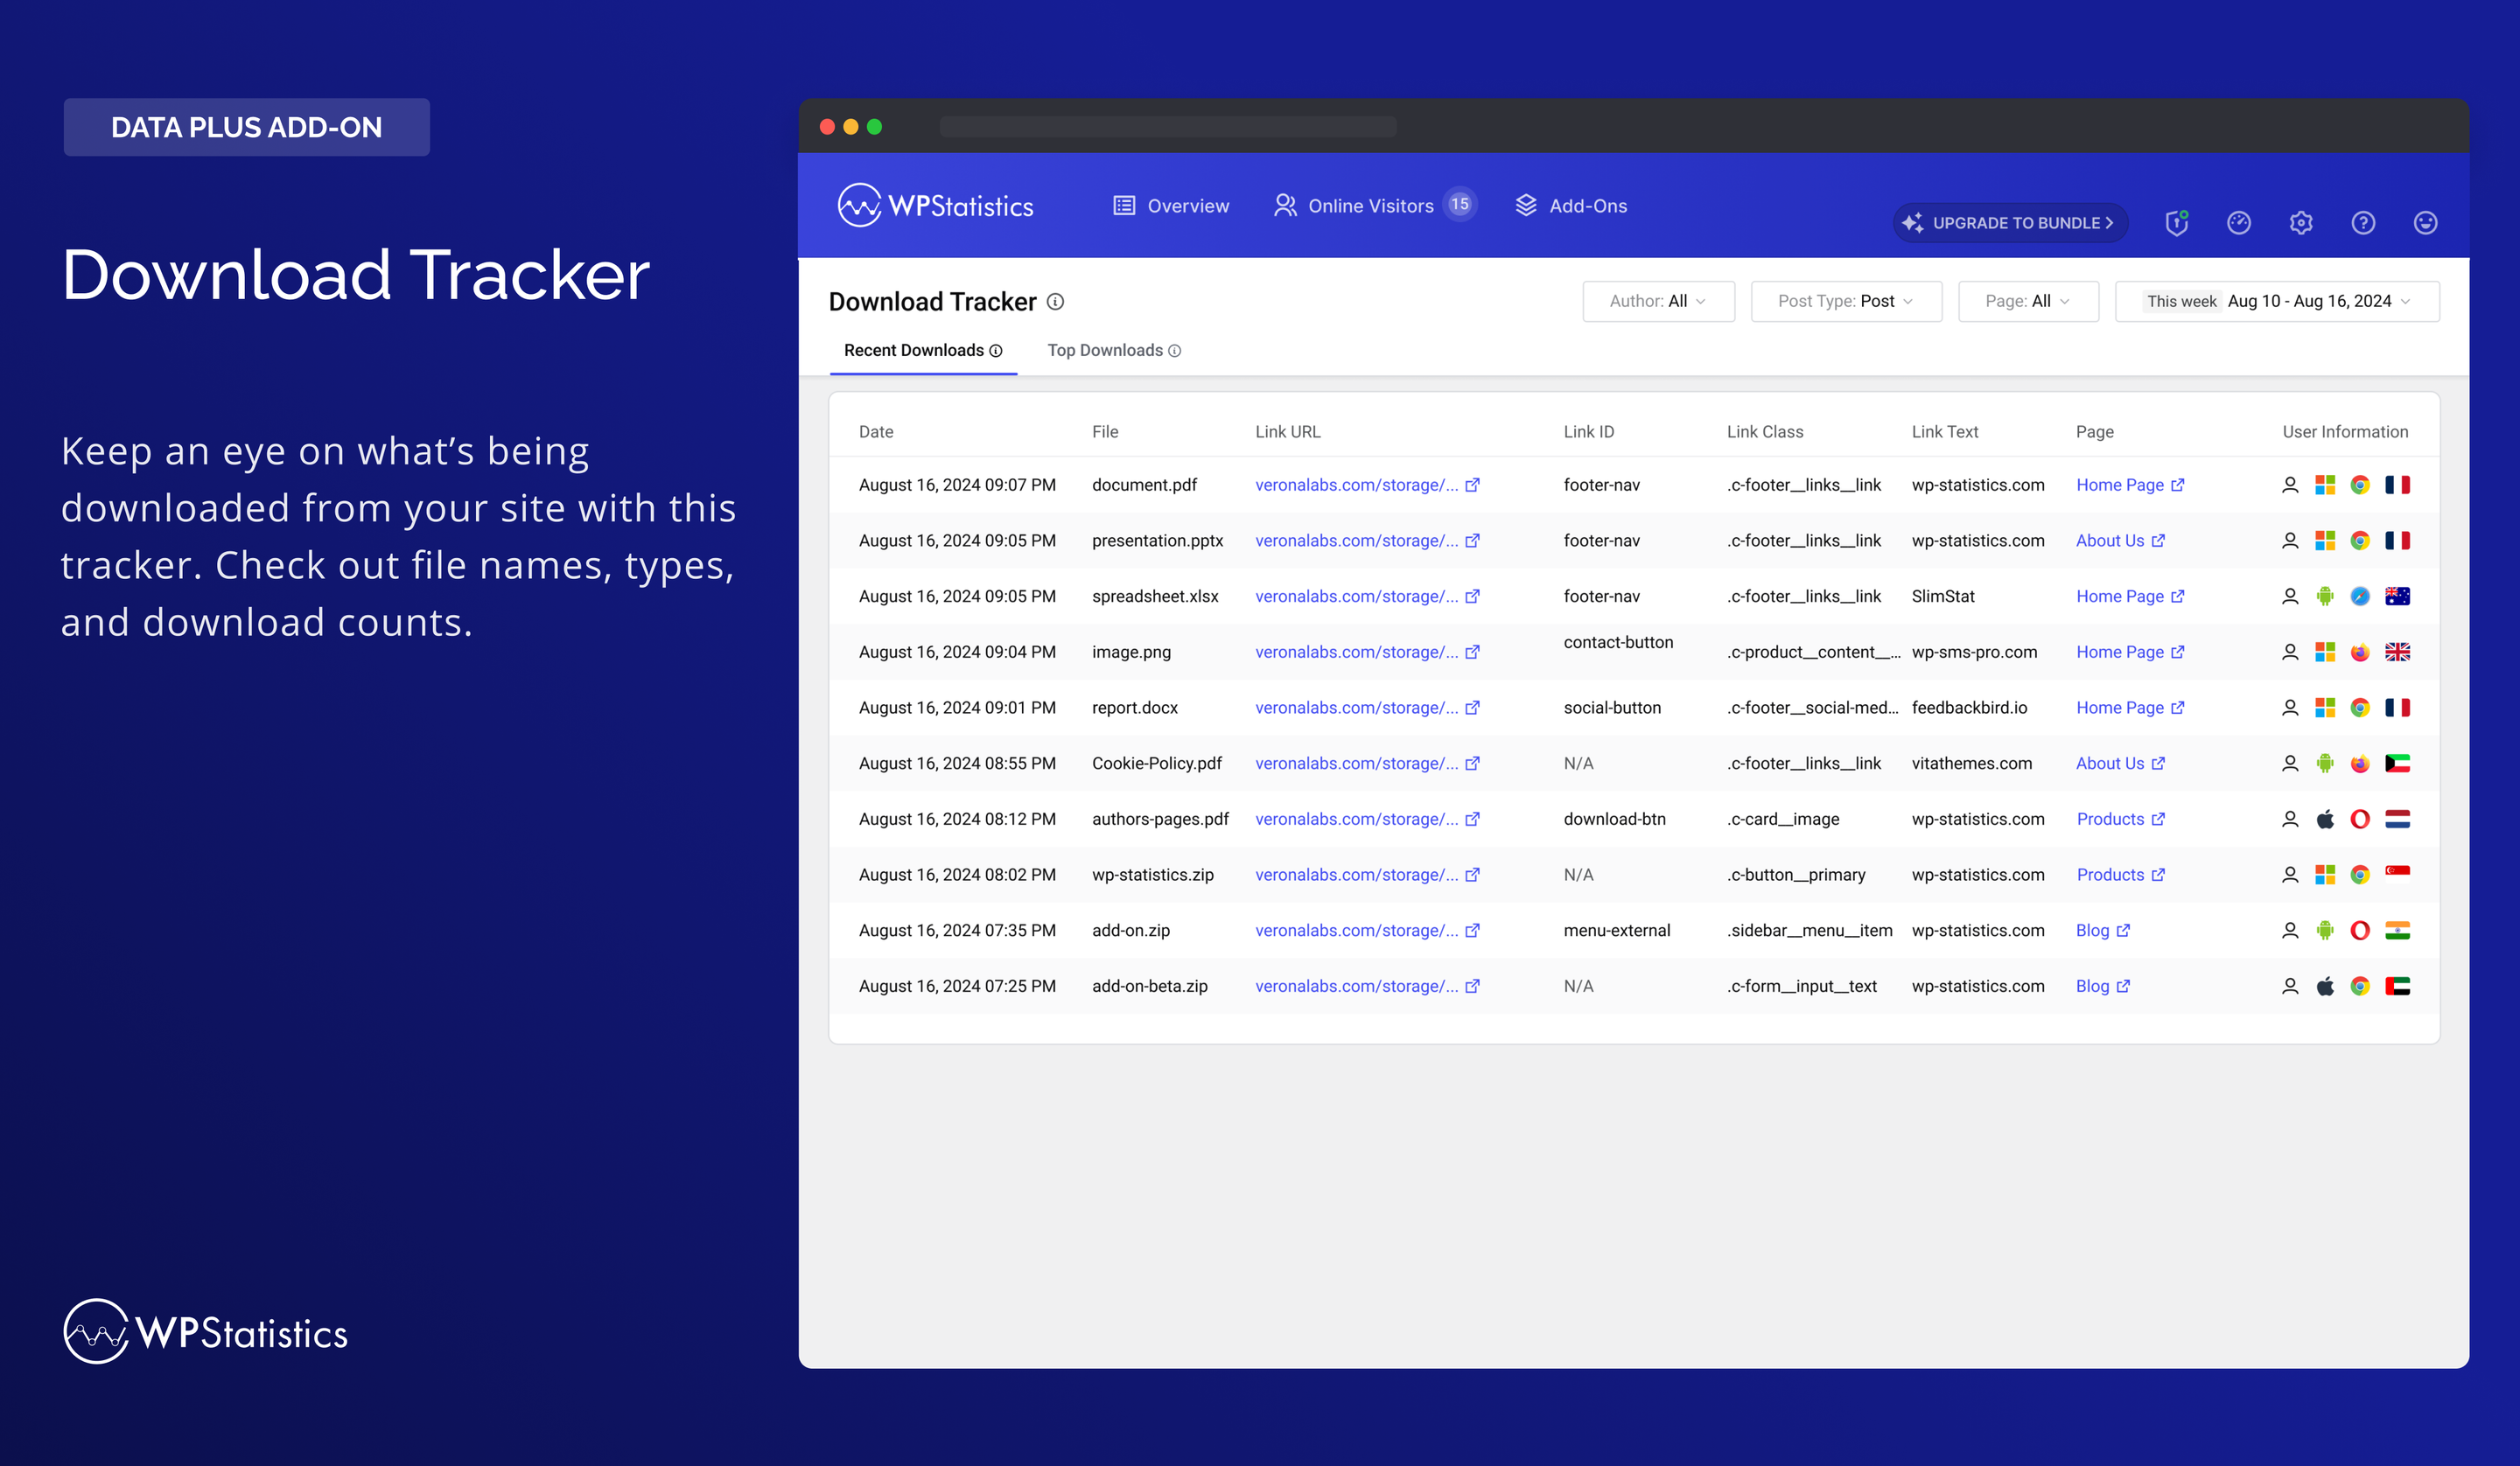 DATA PLUS ADD-ON
Download Tracker
Keep an eye on what’s being
downloaded from your site with this
tracker. Check out file names, types,
and download counts.
WPStatistics
WPStatistics Overview Online Visitors 15 Add-Ons UPGRADE TO BUNDLE
Download Tracker Author: All Post Type: Post Page: All This week Aug 10 - Aug 16, 2024
Recent Downloads Top Downloads
Date File Link URL Link ID Link Class Link Text Page User Information
August 16, 2024 09:07 PM document.pdf veronalabs.com/storage/... footer-nav .c-footer__links__link wp-statistics.com Home Page
August 16, 2024 09:05 PM presentation.pptx veronalabs.com/storage/... footer-nav .c-footer__links__link wp-statistics.com About Us
August 16, 2024 09:05 PM spreadsheet.xlsx veronalabs.com/storage/... footer-nav .c-footer__links__link SlimStat Home Page
August 16, 2024 09:04 PM image.png veronalabs.com/storage/... contact-button .c-product__content__... wp-sms-pro.com Home Page
August 16, 2024 09:01 PM report.docx veronalabs.com/storage/... social-button .c-footer__social-med... feedbackbird.io Home Page
August 16, 2024 08:55 PM Cookie-Policy.pdf veronalabs.com/storage/... N/A .c-footer__links__link vitathemes.com About Us
August 16, 2024 08:12 PM authors-pages.pdf veronalabs.com/storage/... download-btn .c-card__image wp-statistics.com Products
August 16, 2024 08:02 PM wp-statistics.zip veronalabs.com/storage/... N/A .c-button__primary wp-statistics.com Products
August 16, 2024 07:35 PM add-on.zip veronalabs.com/storage/... menu-external .sidebar__menu__item wp-statistics.com Blog
August 16, 2024 07:25 PM add-on-beta.zip veronalabs.com/storage/... N/A .c-form__input__text wp-statistics.com Blog